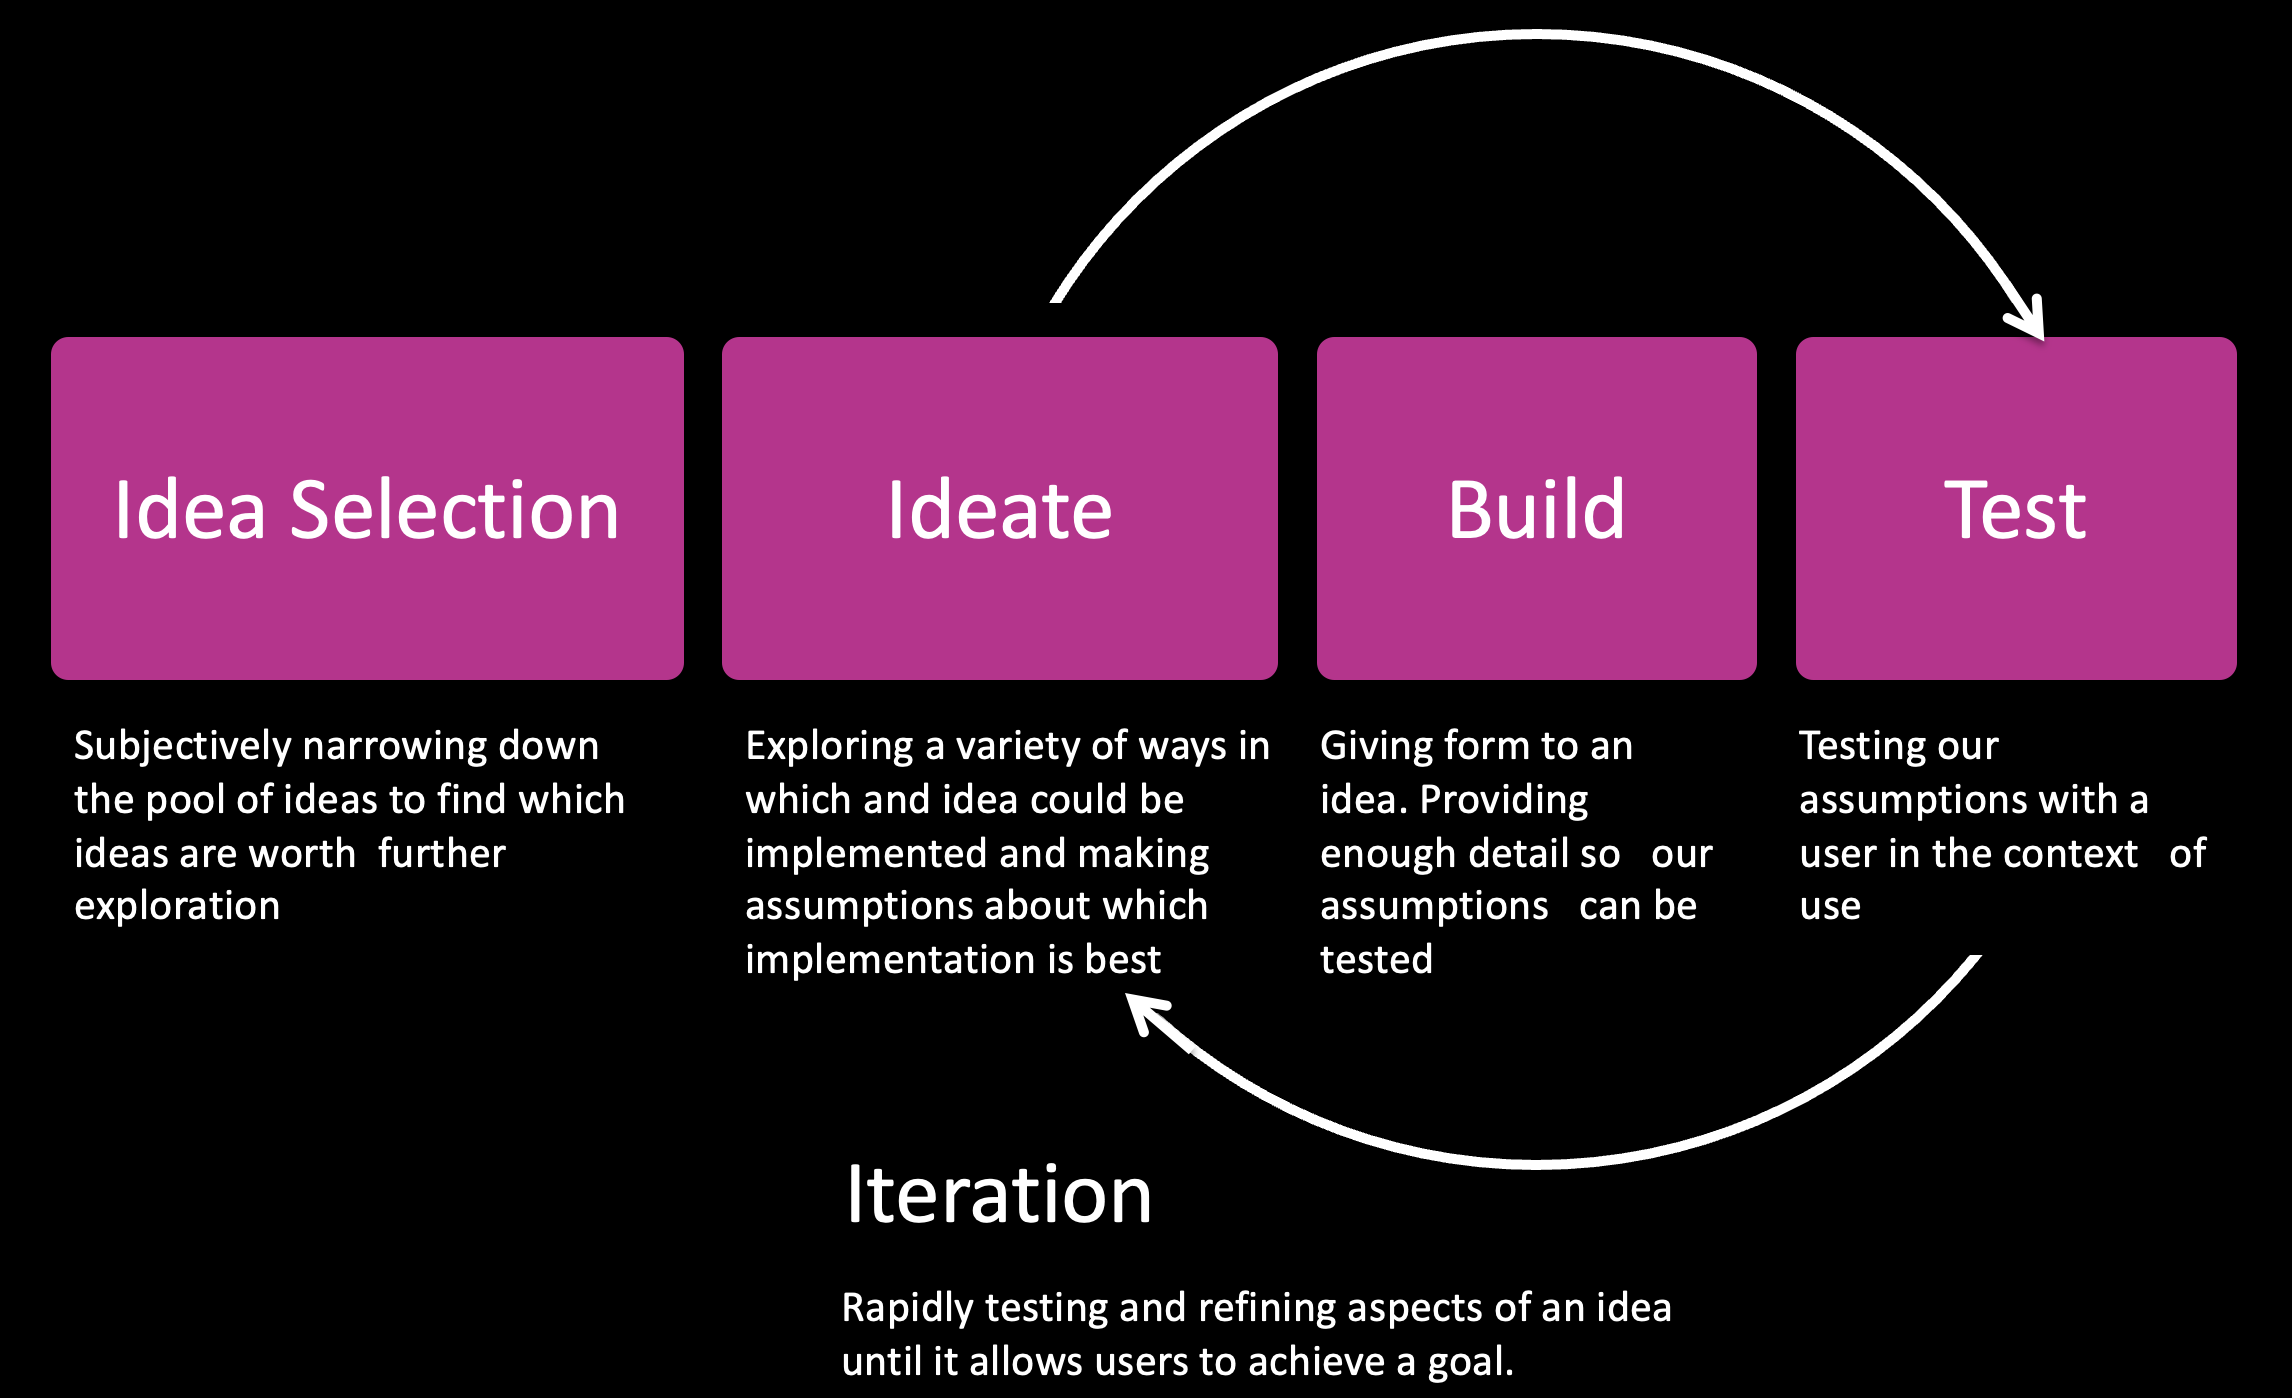 Idea Selection
Ideate
Build
Test
Subjectively narrowing down
the pool of ideas to find which
ideas are worth further
exploration
Exploring a variety of ways in
which and idea could be
implemented and making
assumptions about which
implementation is best
Giving form to an
idea. Providing
enough detail so our
assumptions can be
tested
Testing our
assumptions with a
user in the context of
use
Iteration
Rapidly testing and refining aspects of an idea
until it allows users to achieve a goal.